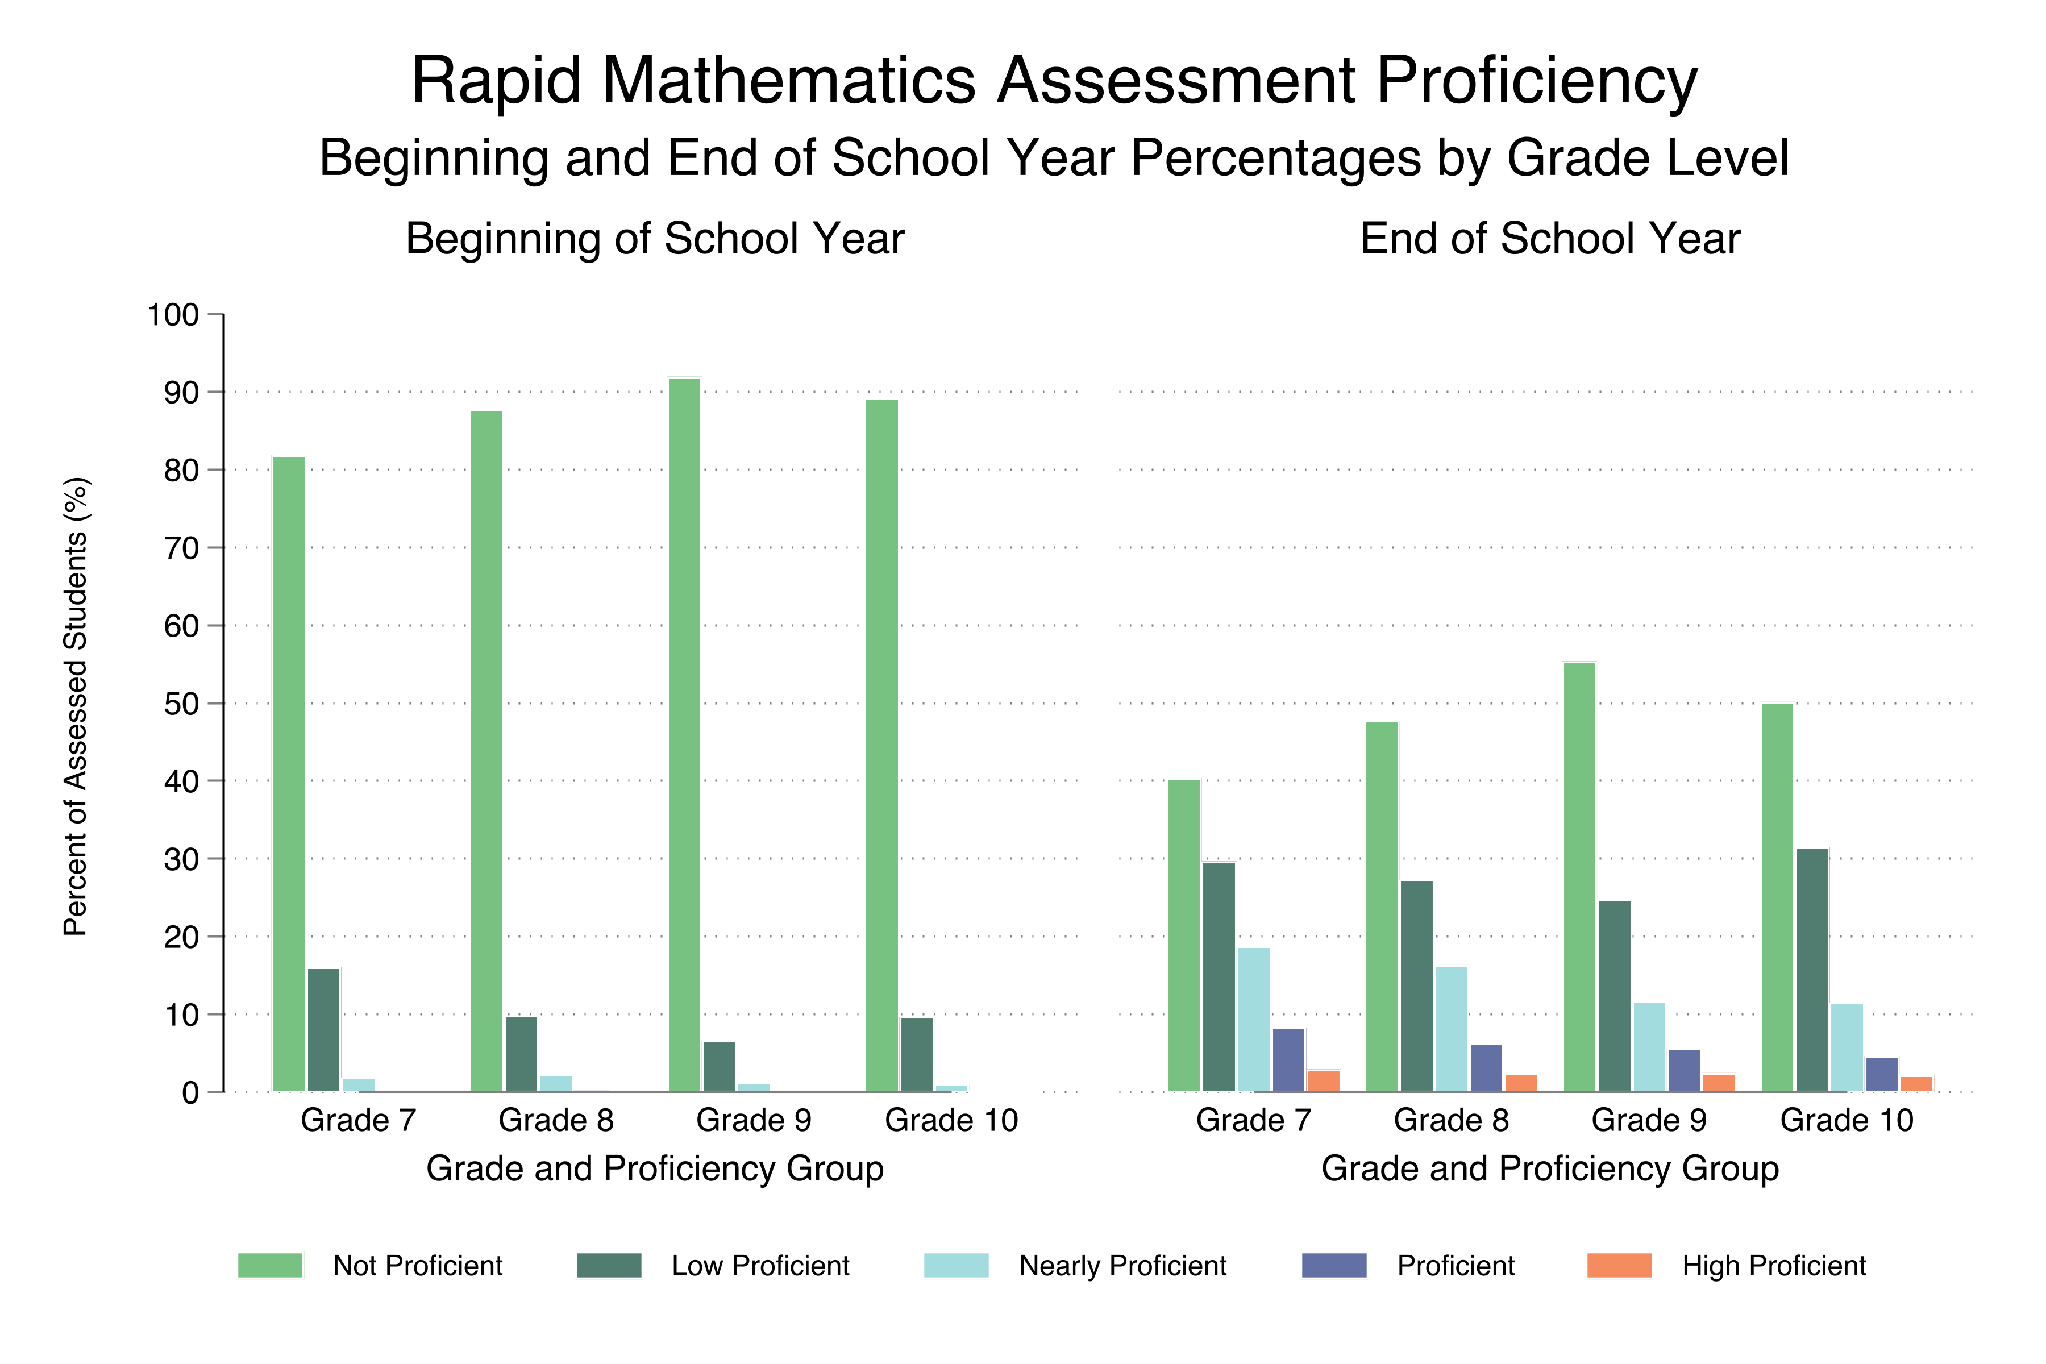 Rapid Mathematics Assessment Proficiency
Beginning and End of School Year Percentages by Grade Level
Beginning of School Year
End of School Year
Percent of Assessed Students (%)
100
90
80
70
60
50
40
30
20
10
0
Grade 7 Grade 8 Grade 9 Grade 10
Grade and Proficiency Group
Grade 7 Grade 8 Grade 9 Grade 10
Grade and Proficiency Group
Not Proficient Low Proficient Nearly Proficient Proficient High Proficient